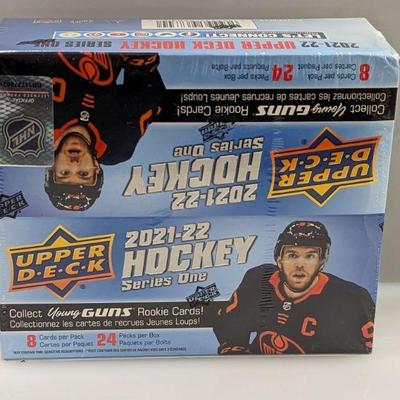 LET'S CONNECT!
2021-22 UPPER DECK HOCKEY SERIES ONE
8 Cards per Pack
Cartes par Paquet
24 Packs per Box
Paquets par Boîte
Collect Young GUNS Rookie Cards!
Collectionnez les cartes de recrues Jeunes Loups!
NHL
OFFICIAL
UPPER
D·E·C·K
2021-22
HOCKEY
Series One
UPPER
D·E·C·K
2021-22
HOCKEY
Series One
C
Collect Young GUNS Rookie Cards!
Collectionnez les cartes de recrues Jeunes Loups!
8 Cards per Pack
Cartes par Paquet
24 Packs per Box
Paquets par Boîte